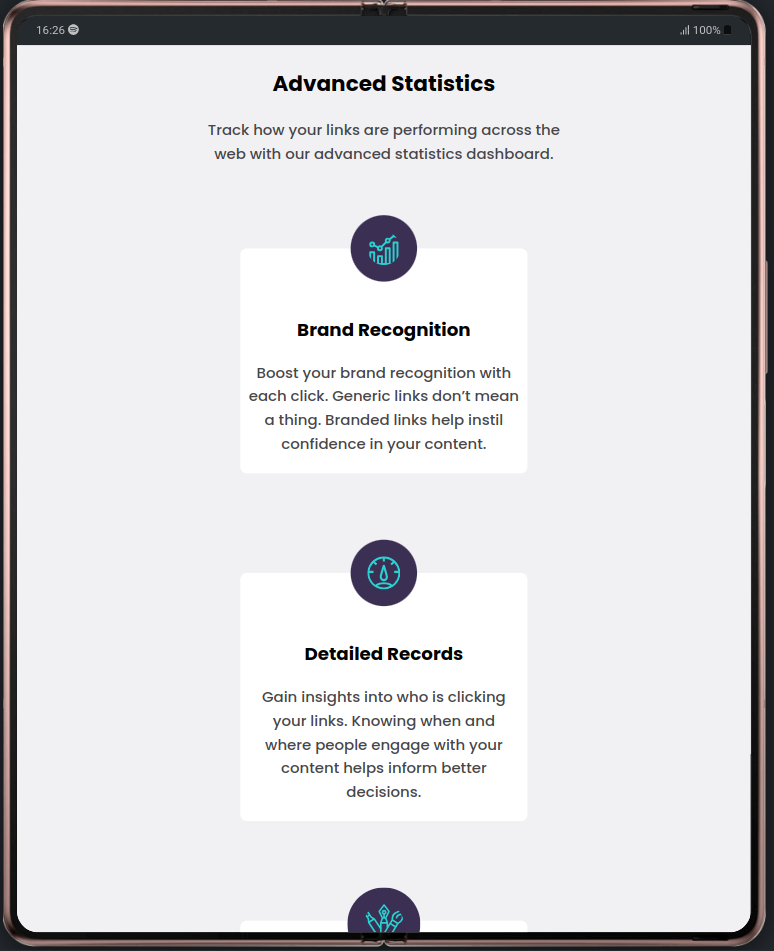 16:26
100%
Advanced Statistics
Track how your links are performing across the
web with our advanced statistics dashboard.
Brand Recognition
Boost your brand recognition with
each click. Generic links don’t mean
a thing. Branded links help instil
confidence in your content.
Detailed Records
Gain insights into who is clicking
your links. Knowing when and
where people engage with your
content helps inform better
decisions.